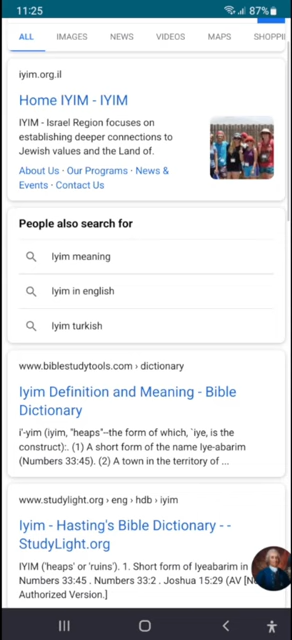 11:25
87%
ALL IMAGES NEWS VIDEOS MAPS SHOPPI
iyim.org.il
Home IYIM - IYIM
IYIM - Israel Region focuses on
establishing deeper connections to
Jewish values and the Land of.
About Us · Our Programs · News &
Events · Contact Us
People also search for
Iyim meaning
Iyim in english
Iyim turkish
www.biblestudytools.com › dictionary
Iyim Definition and Meaning - Bible
Dictionary
i'-yim (iyim, "heaps"--the form of which, `iye, is the
construct):. (1) A short form of the name Iye-abarim
(Numbers 33:45). (2) A town in the territory of ...
www.studylight.org › eng › hdb › iyim
Iyim - Hasting's Bible Dictionary - -
StudyLight.org
IYIM ('heaps' or 'ruins'). 1. Short form of Iyeabarim in
Numbers 33:45 . Numbers 33:2 . Joshua 15:29 (AV [N
Authorized Version.]